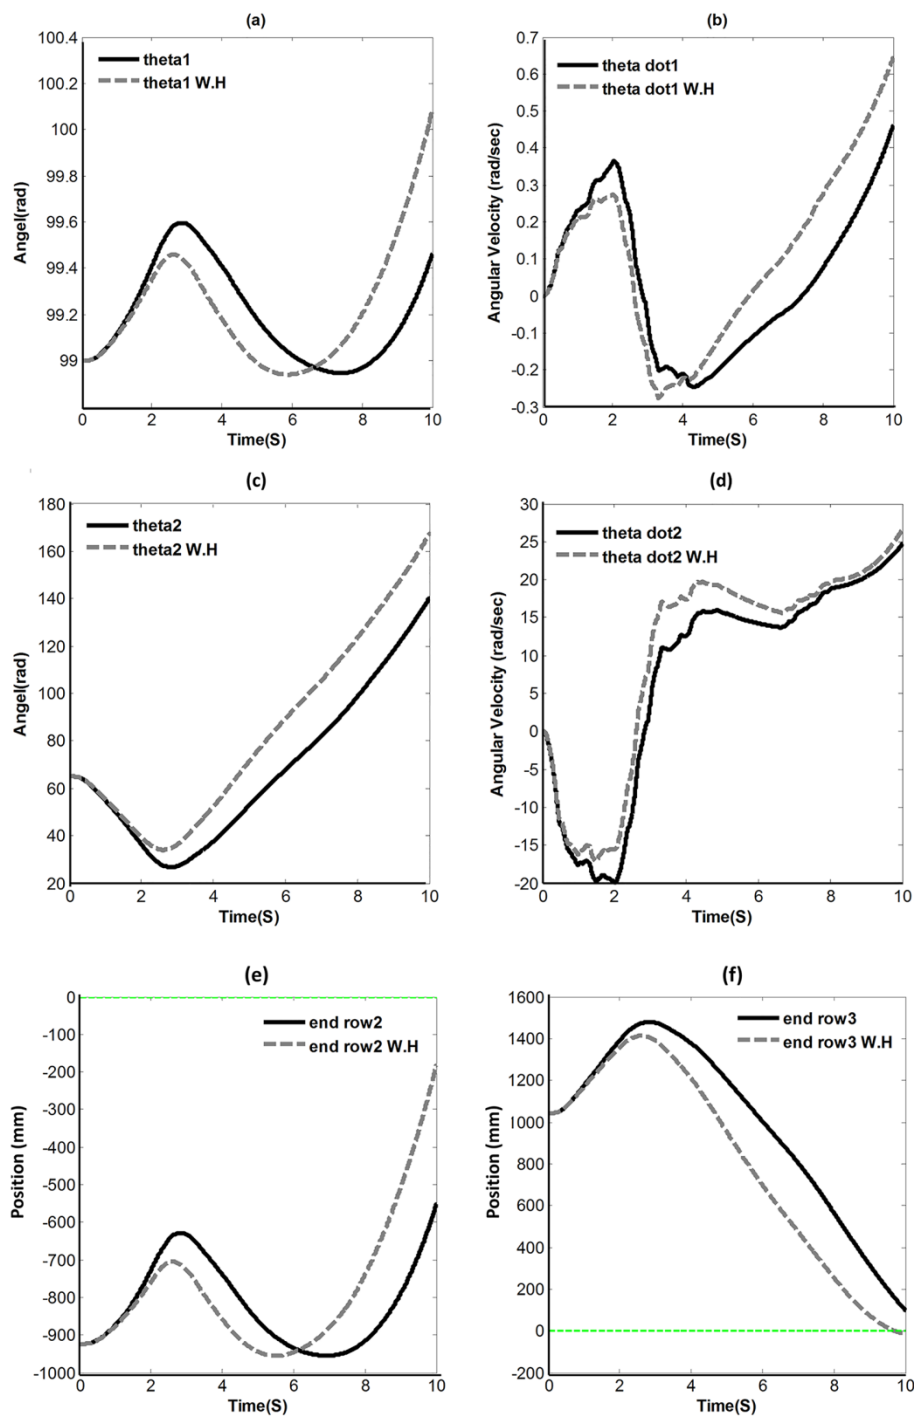 (a)
100.4
100.2
100
99.8
99.6
99.4
99.2
99
theta1
theta1 W.H
Angel(rad)
0 2 4 6 8 10
Time(S)
(b)
0.7
0.6
0.5
0.4
0.3
0.2
0.1
0
-0.1
-0.2
-0.3
theta dot1
theta dot1 W.H
Angular Velocity (rad/sec)
0 2 4 6 8 10
Time(S)
(c)
180
160
140
120
100
80
60
40
20
theta2
theta2 W.H
Angel(rad)
0 2 4 6 8 10
Time(S)
(d)
30
25
20
15
10
5
0
-5
-10
-15
-20
theta dot2
theta dot2 W.H
Angular Velocity (rad/sec)
0 2 4 6 8 10
Time(S)
(e)
0
-100
-200
-300
-400
-500
-600
-700
-800
-900
-1000
end row2
end row2 W.H
Position (mm)
0 2 4 6 8 10
Time(S)
(f)
1600
1400
1200
1000
800
600
400
200
0
-200
end row3
end row3 W.H
Position (mm)
0 2 4 6 8 10
Time(S)